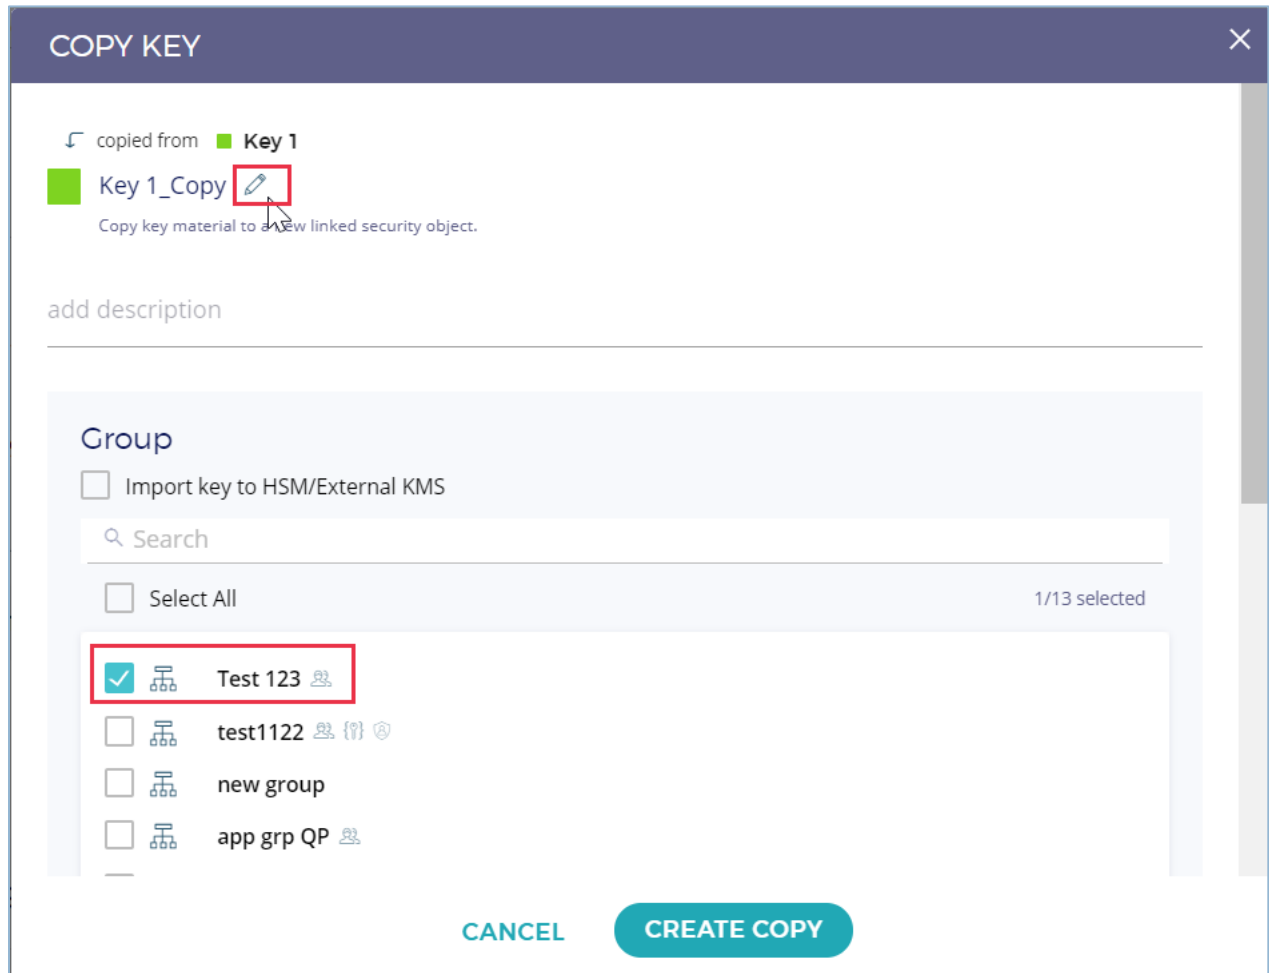 COPY KEY
copied from Key 1
Key 1_Copy
Copy key material to a new linked security object.
add description
Group
Import key to HSM/External KMS
Search
Select All 1/13 selected
Test 123
test1122
new group
app grp QP
CANCEL CREATE COPY